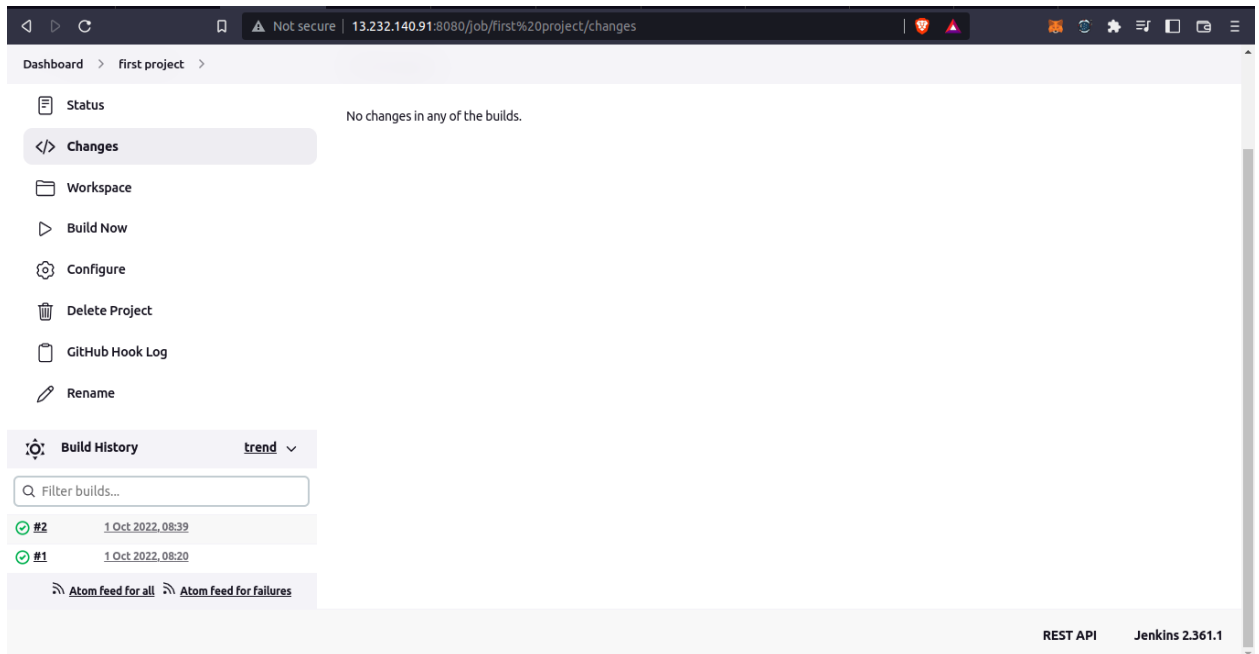 Not secure | 13.232.140.91:8080/job/first%20project/changes
Dashboard > first project >
Status
No changes in any of the builds.
</> Changes
Workspace
Build Now
Configure
Delete Project
GitHub Hook Log
Rename
Build History trend
Filter builds...
#2 1 Oct 2022, 08:39
#1 1 Oct 2022, 08:20
Atom feed for all Atom feed for failures
REST API Jenkins 2.361.1